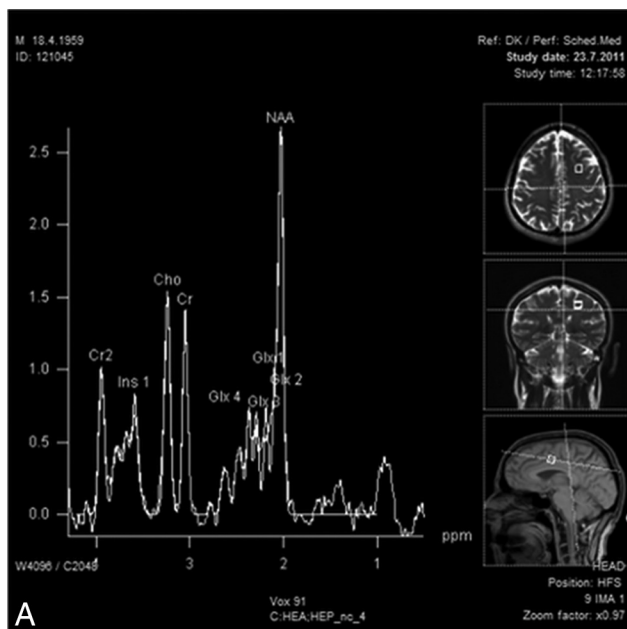 M 18.4.1959
ID: 121045
Ref: DK / Perf: Sched.Med
Study date: 23.7.2011
Study time: 12:17:58
NAA
2.5
2.0
Cho
1.5
Cr
Cr2
1.0
Glx1
Ins 1
Glx 2
Glx 4
Glx 3
0.5
0.0
ppm
4
3
2
1
W4096 / C2048
HEAD
Position: HFS
Vox 91
9 IMA 1
C:HEA;HEP_nc_4
Zoom factor: x0.97
A